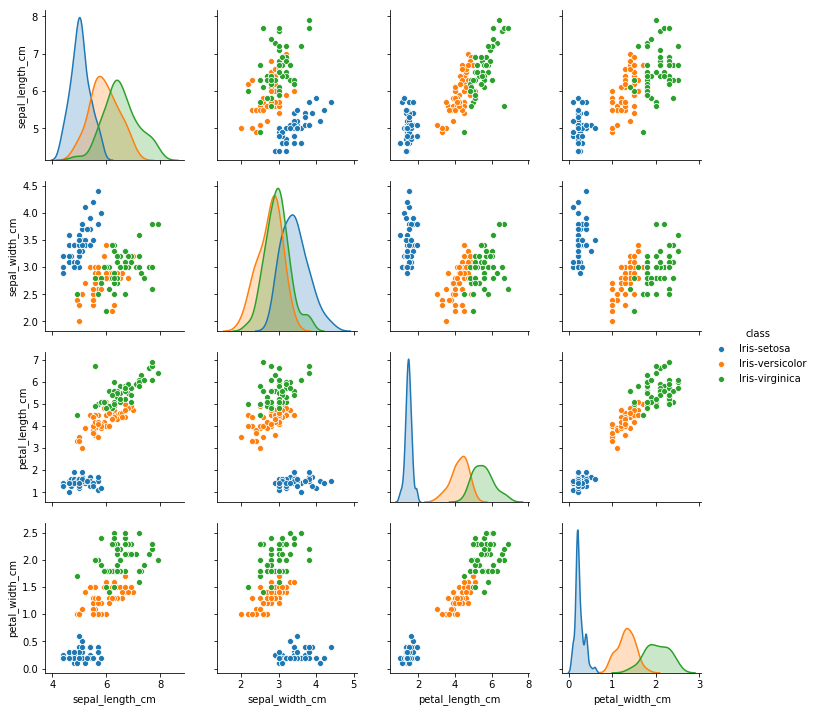 sepal_length_cm
8
7
6
5
sepal_width_cm
4.5
4.0
3.5
3.0
2.5
2.0
class
Iris-setosa
Iris-versicolor
Iris-virginica
petal_length_cm
7
6
5
4
3
2
1
petal_width_cm
2.5
2.0
1.5
1.0
0.5
0.0
4 6 8
2 3 4 5
2 4 6 8
0 1 2 3
sepal_length_cm sepal_width_cm petal_length_cm petal_width_cm